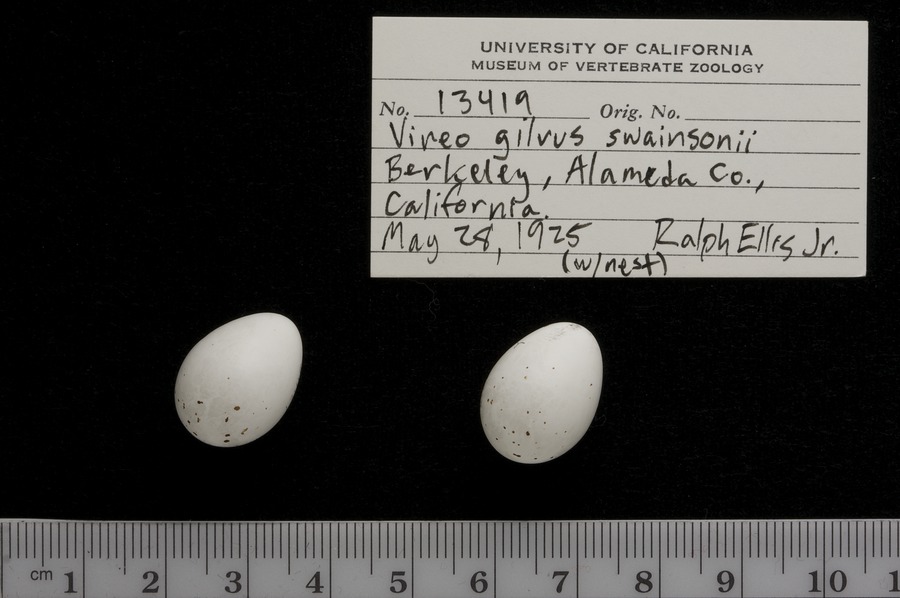 UNIVERSITY OF CALIFORNIA
MUSEUM OF VERTEBRATE ZOOLOGY
No. 13419 Orig. No.
Vireo gilvus swainsonii
Berkeley, Alameda Co.,
California.
May 28, 1925 Ralph Ellis Jr.
(w/nest)
cm 1 2 3 4 5 6 7 8 9 10 1